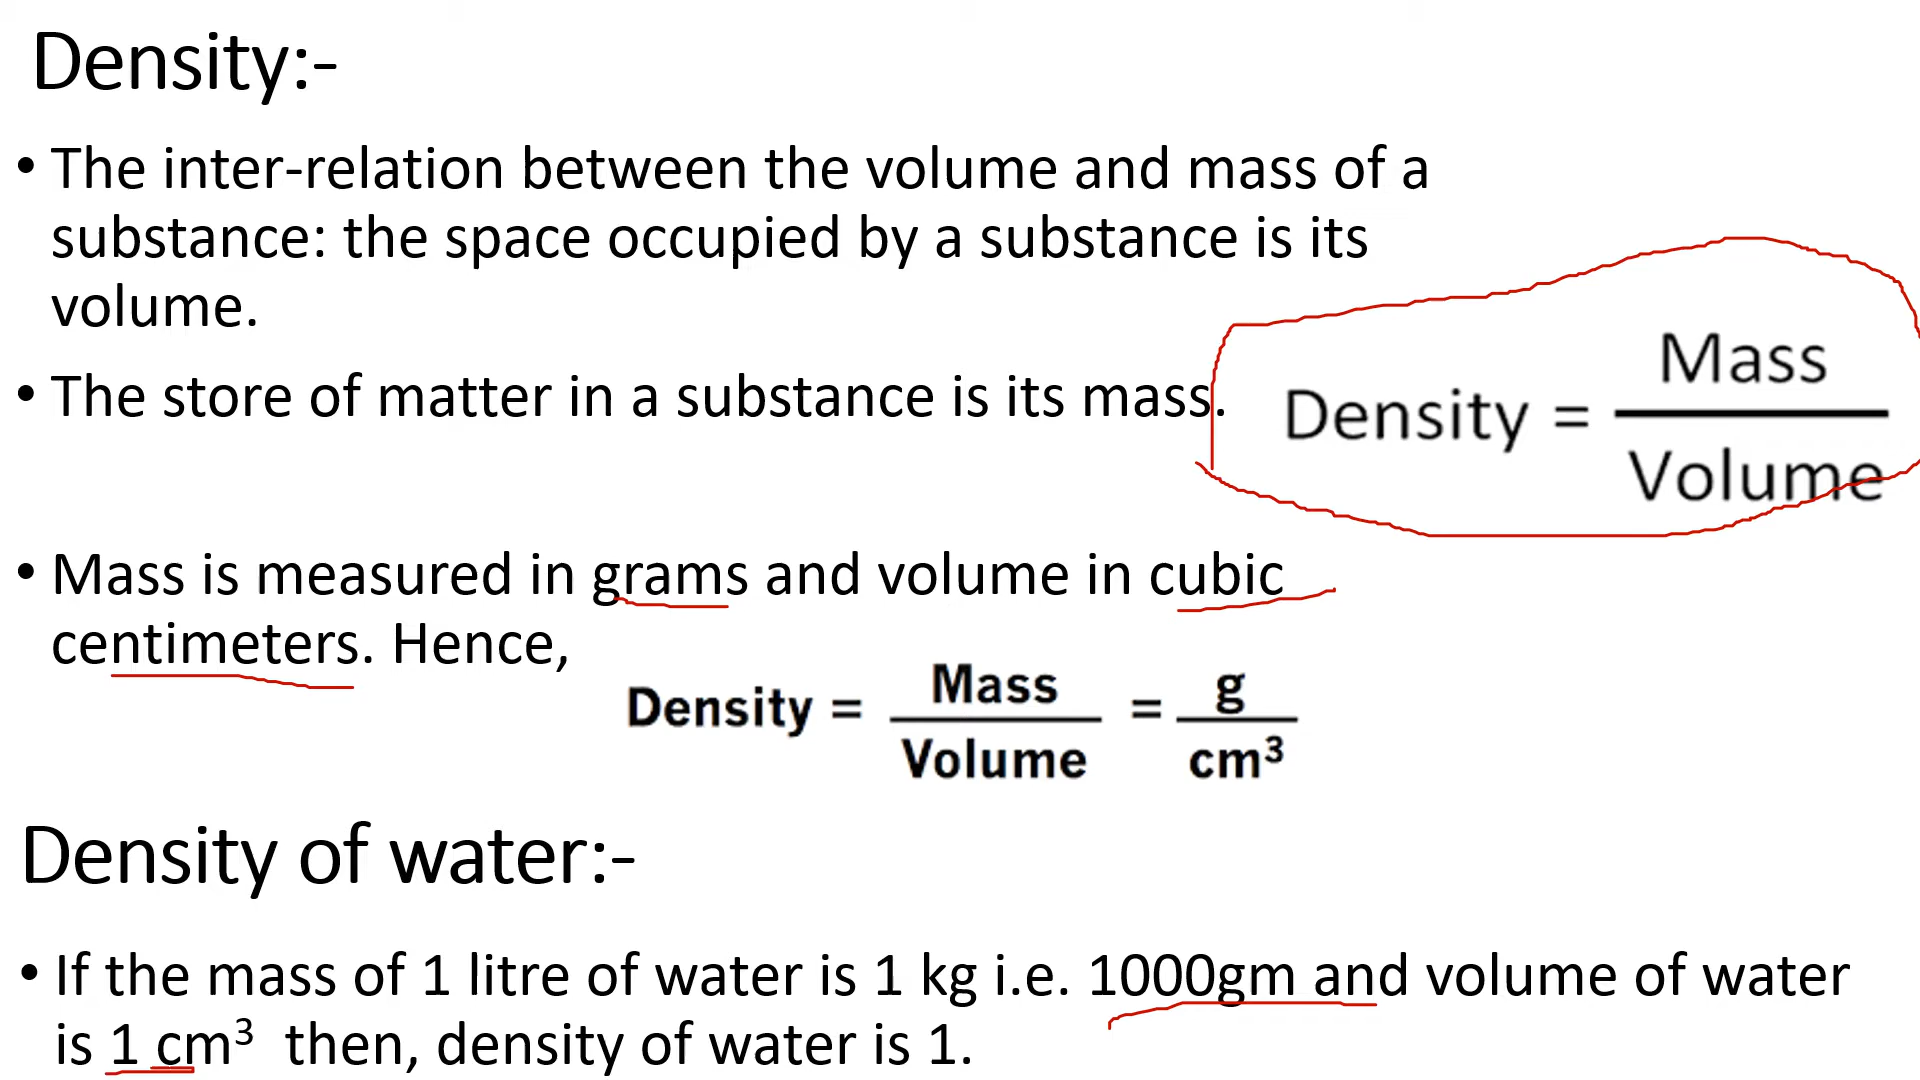 Density:-
• The inter-relation between the volume and mass of a
substance: the space occupied by a substance is its
volume.
• The store of matter in a substance is its mass.
Density = Mass
Volume
• Mass is measured in grams and volume in cubic
centimeters. Hence,
Density = Mass = g
Volume cm³
Density of water:-
• If the mass of 1 litre of water is 1 kg i.e. 1000gm and volume of water
is 1 cm³ then, density of water is 1.